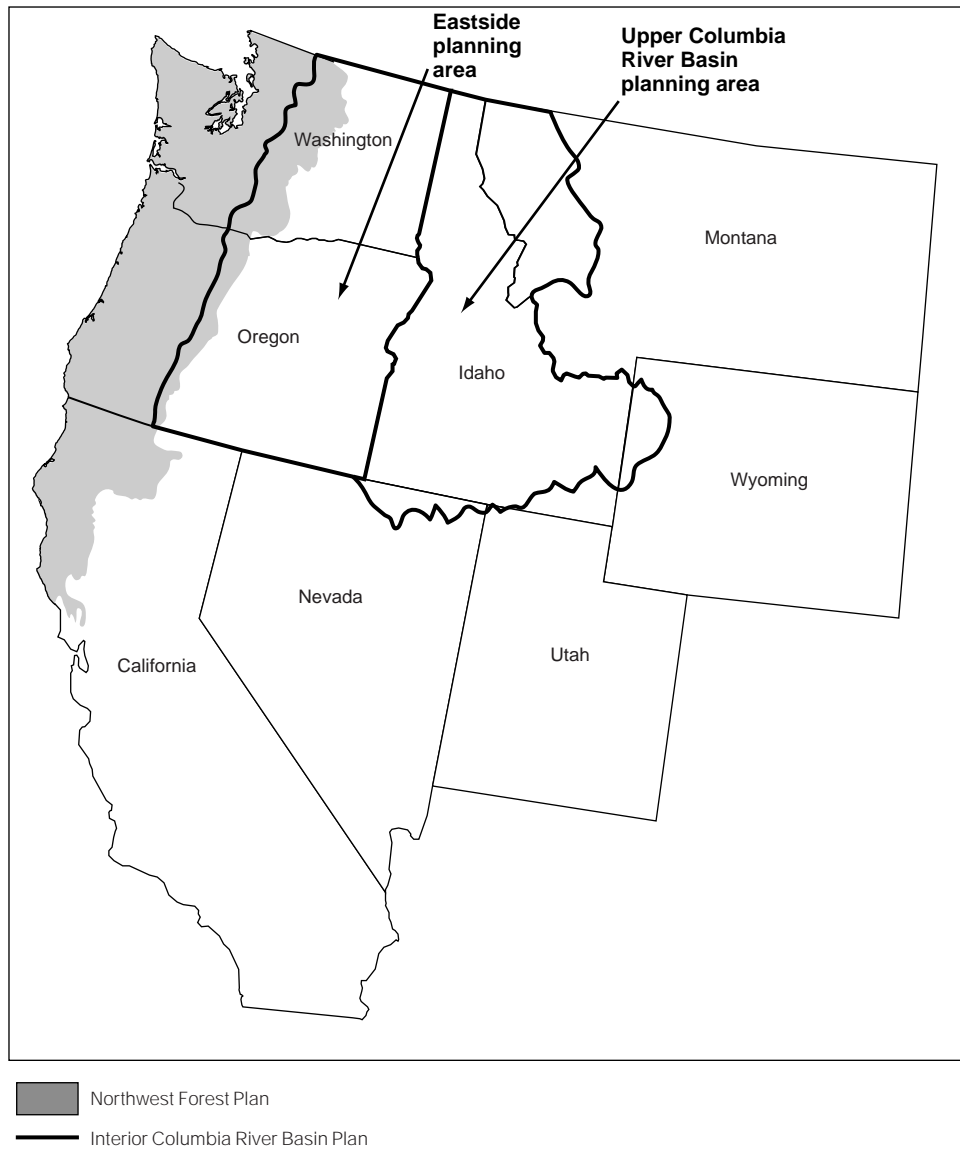 Eastside
planning
area
Upper Columbia
River Basin
planning area
Washington
Montana
Oregon
Idaho
Wyoming
Nevada
Utah
California
Northwest Forest Plan
Interior Columbia River Basin Plan